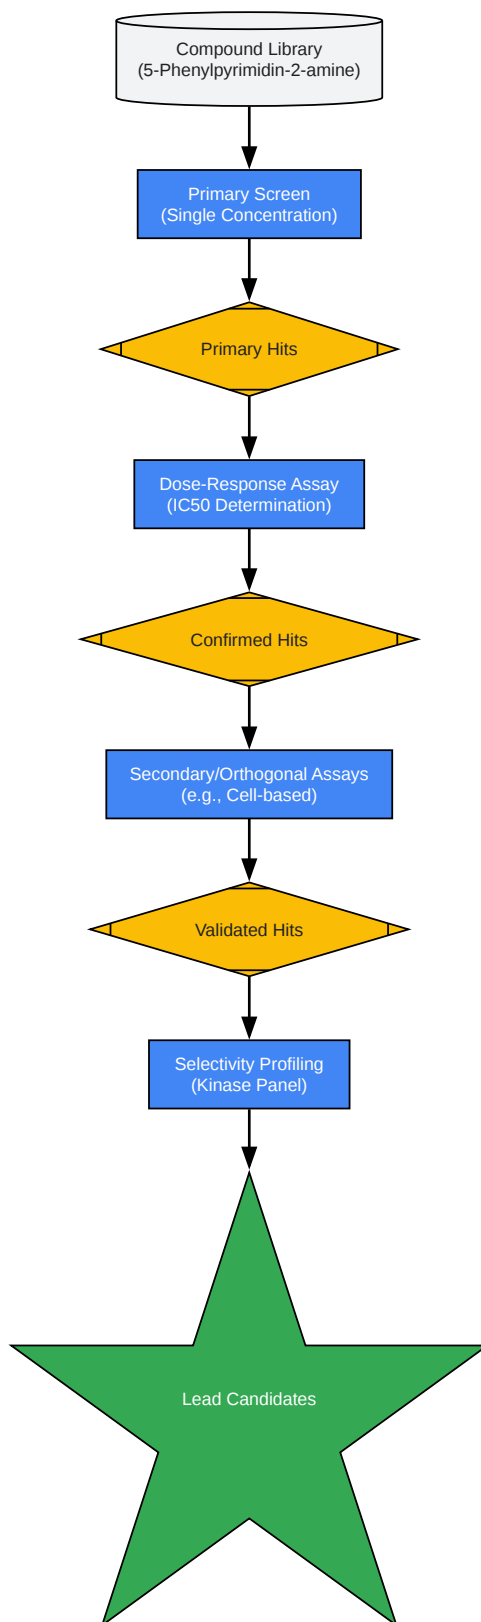 Compound Library
(5-Phenylpyrimidin-2-amine)
Primary Screen
(Single Concentration)
Primary Hits
Dose-Response Assay
(IC50 Determination)
Confirmed Hits
Secondary/Orthogonal Assays
(e.g., Cell-based)
Validated Hits
Selectivity Profiling
(Kinase Panel)
Lead Candidates